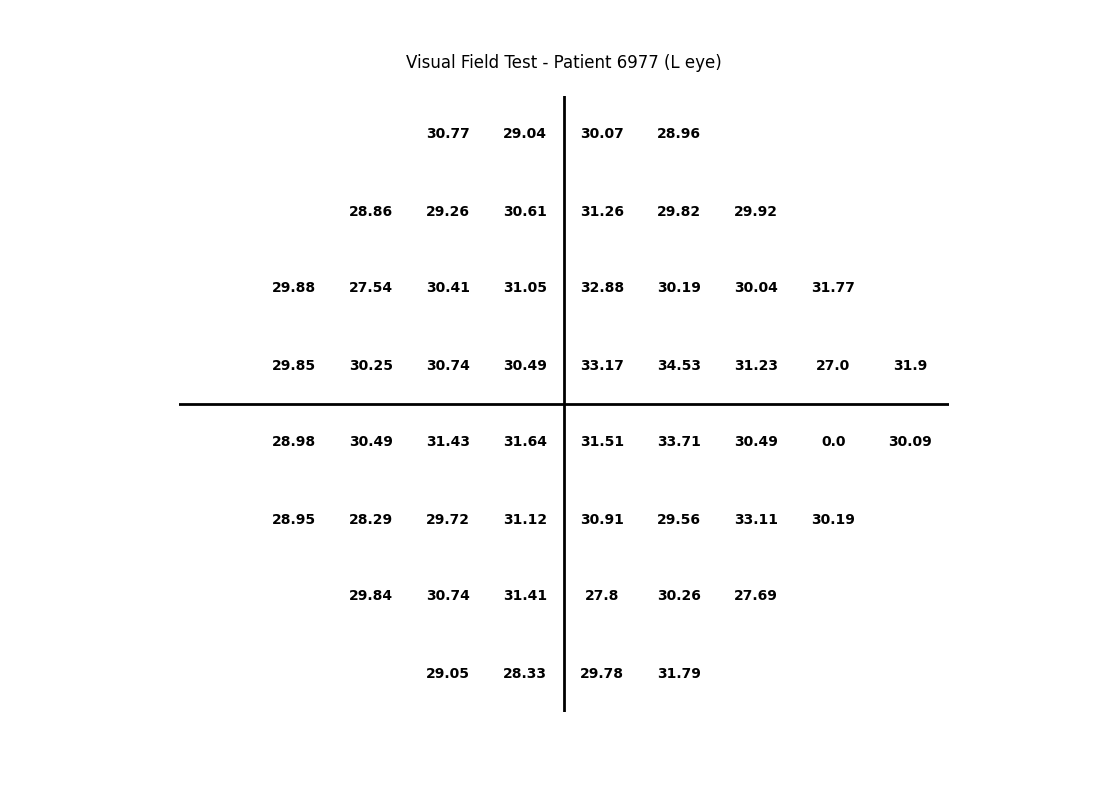 Visual Field Test - Patient 6977 (L eye)
30.77 29.04 30.07 28.96
28.86 29.26 30.61 31.26 29.82 29.92
29.88 27.54 30.41 31.05 32.88 30.19 30.04 31.77
29.85 30.25 30.74 30.49 33.17 34.53 31.23 27.0 31.9
28.98 30.49 31.43 31.64 31.51 33.71 30.49 0.0 30.09
28.95 28.29 29.72 31.12 30.91 29.56 33.11 30.19
29.84 30.74 31.41 27.8 30.26 27.69
29.05 28.33 29.78 31.79